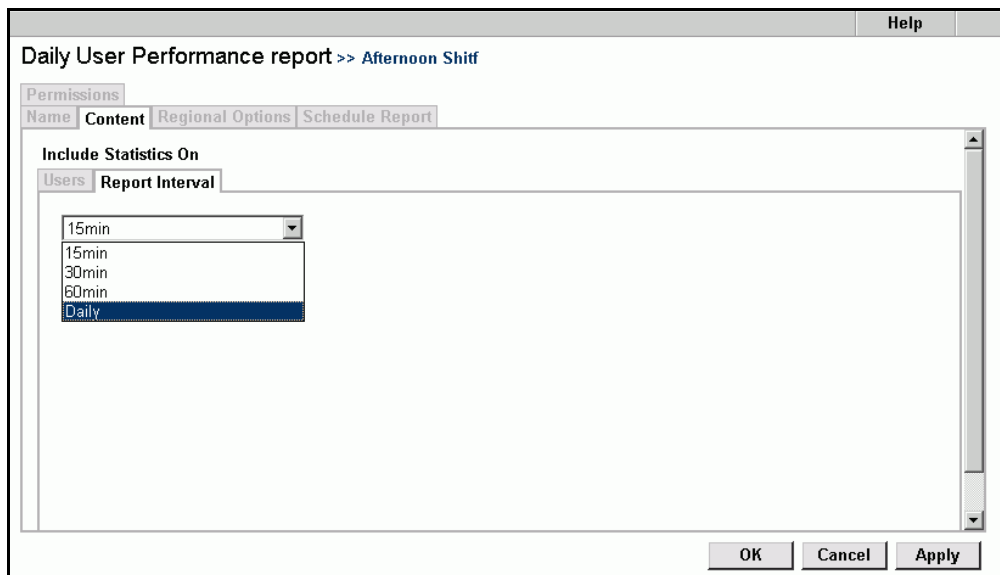 Help
Daily User Performance report >> Afternoon Shitf
Permissions
Name Content Regional Options Schedule Report
Include Statistics On
Users Report Interval
15min
15min
30min
60min
Daily
OK Cancel Apply